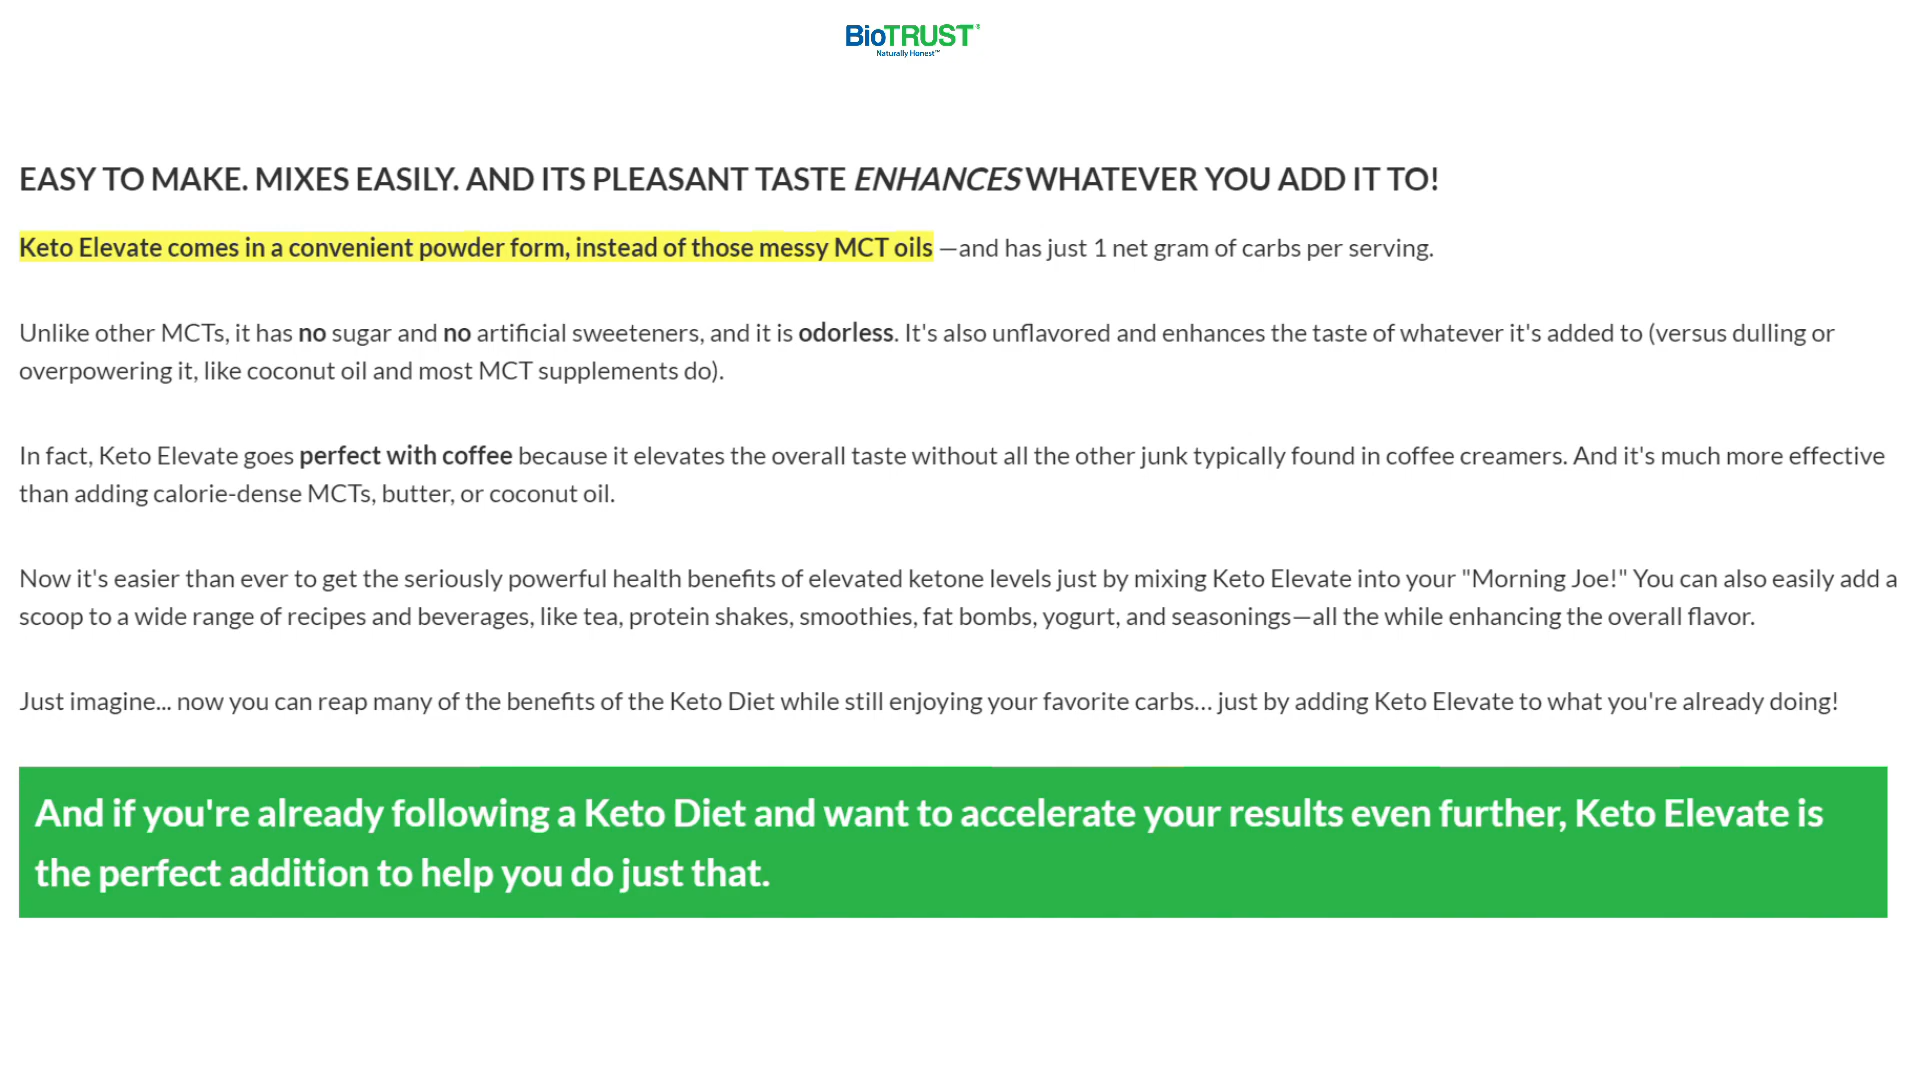 BioTRUST®
Naturally Honest™
EASY TO MAKE. MIXES EASILY. AND ITS PLEASANT TASTE ENHANCES WHATEVER YOU ADD IT TO!
Keto Elevate comes in a convenient powder form, instead of those messy MCT oils —and has just 1 net gram of carbs per serving.
Unlike other MCTs, it has no sugar and no artificial sweeteners, and it is odorless. It's also unflavored and enhances the taste of whatever it's added to (versus dulling or
overpowering it, like coconut oil and most MCT supplements do).
In fact, Keto Elevate goes perfect with coffee because it elevates the overall taste without all the other junk typically found in coffee creamers. And it's much more effective
than adding calorie-dense MCTs, butter, or coconut oil.
Now it's easier than ever to get the seriously powerful health benefits of elevated ketone levels just by mixing Keto Elevate into your "Morning Joe!" You can also easily add a
scoop to a wide range of recipes and beverages, like tea, protein shakes, smoothies, fat bombs, yogurt, and seasonings—all the while enhancing the overall flavor.
Just imagine... now you can reap many of the benefits of the Keto Diet while still enjoying your favorite carbs… just by adding Keto Elevate to what you're already doing!
And if you're already following a Keto Diet and want to accelerate your results even further, Keto Elevate is
the perfect addition to help you do just that.